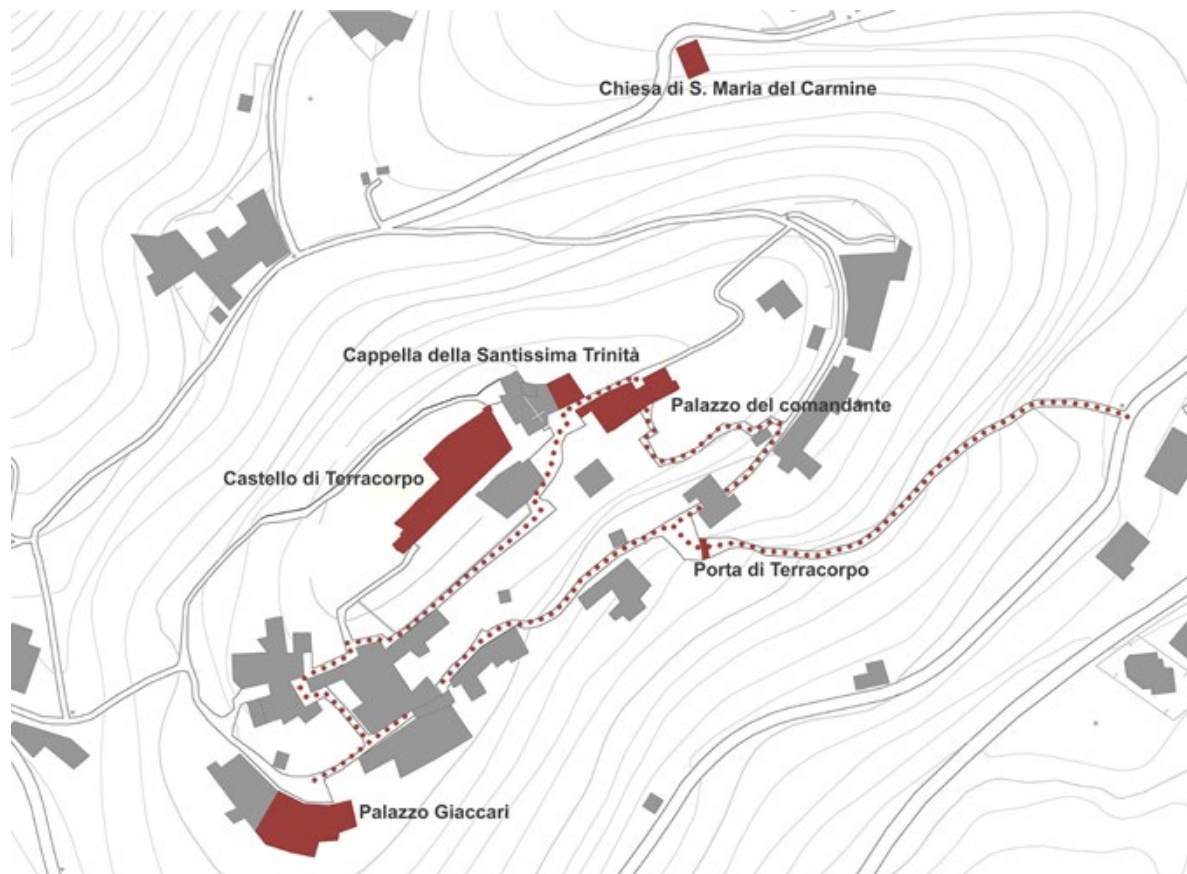 Chiesa di S. Maria del Carmine
Cappella della Santissima Trinità
Palazzo del comandante
Castello di Terracorpo
Porta di Terracorpo
Palazzo Giaccari